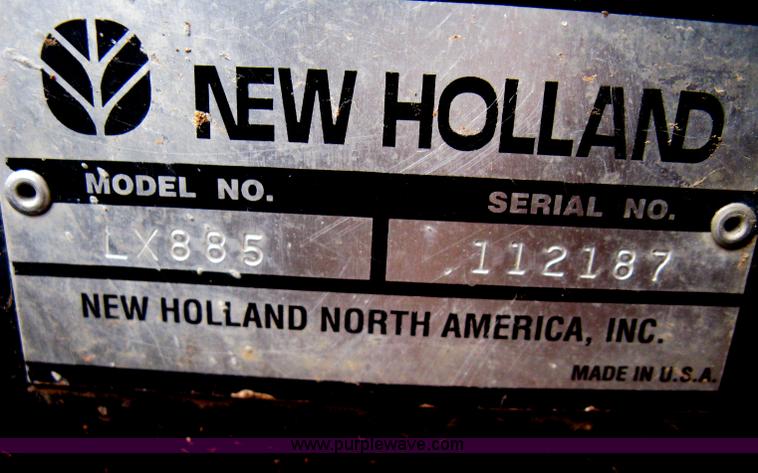 NEW HOLLAND
MODEL NO. SERIAL NO.
LX885 112187
NEW HOLLAND NORTH AMERICA, INC.
MADE IN U.S.A.
www.purplewave.com